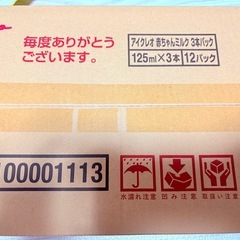 毎度ありがとう
ございます。
アイクレオ 赤ちゃんミルク 3本パック
125ml×3本 12パック
00001113
水濡れ注意 凹み注意 取扱い注意